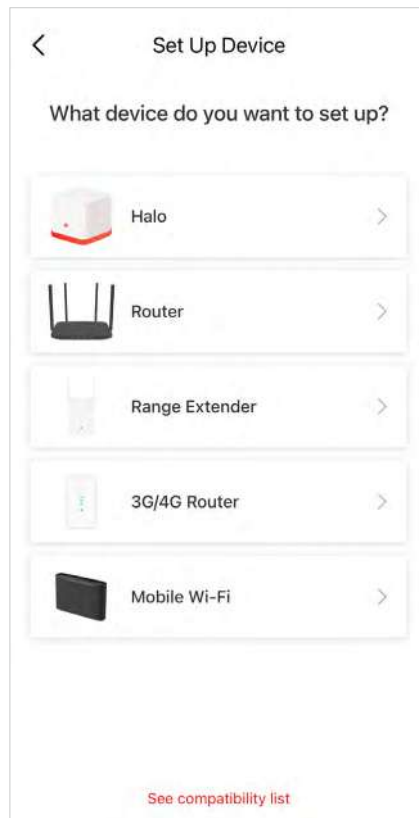 Set Up Device
What device do you want to set up?
Halo
Router
Range Extender
3G/4G Router
Mobile Wi-Fi
See compatibility list